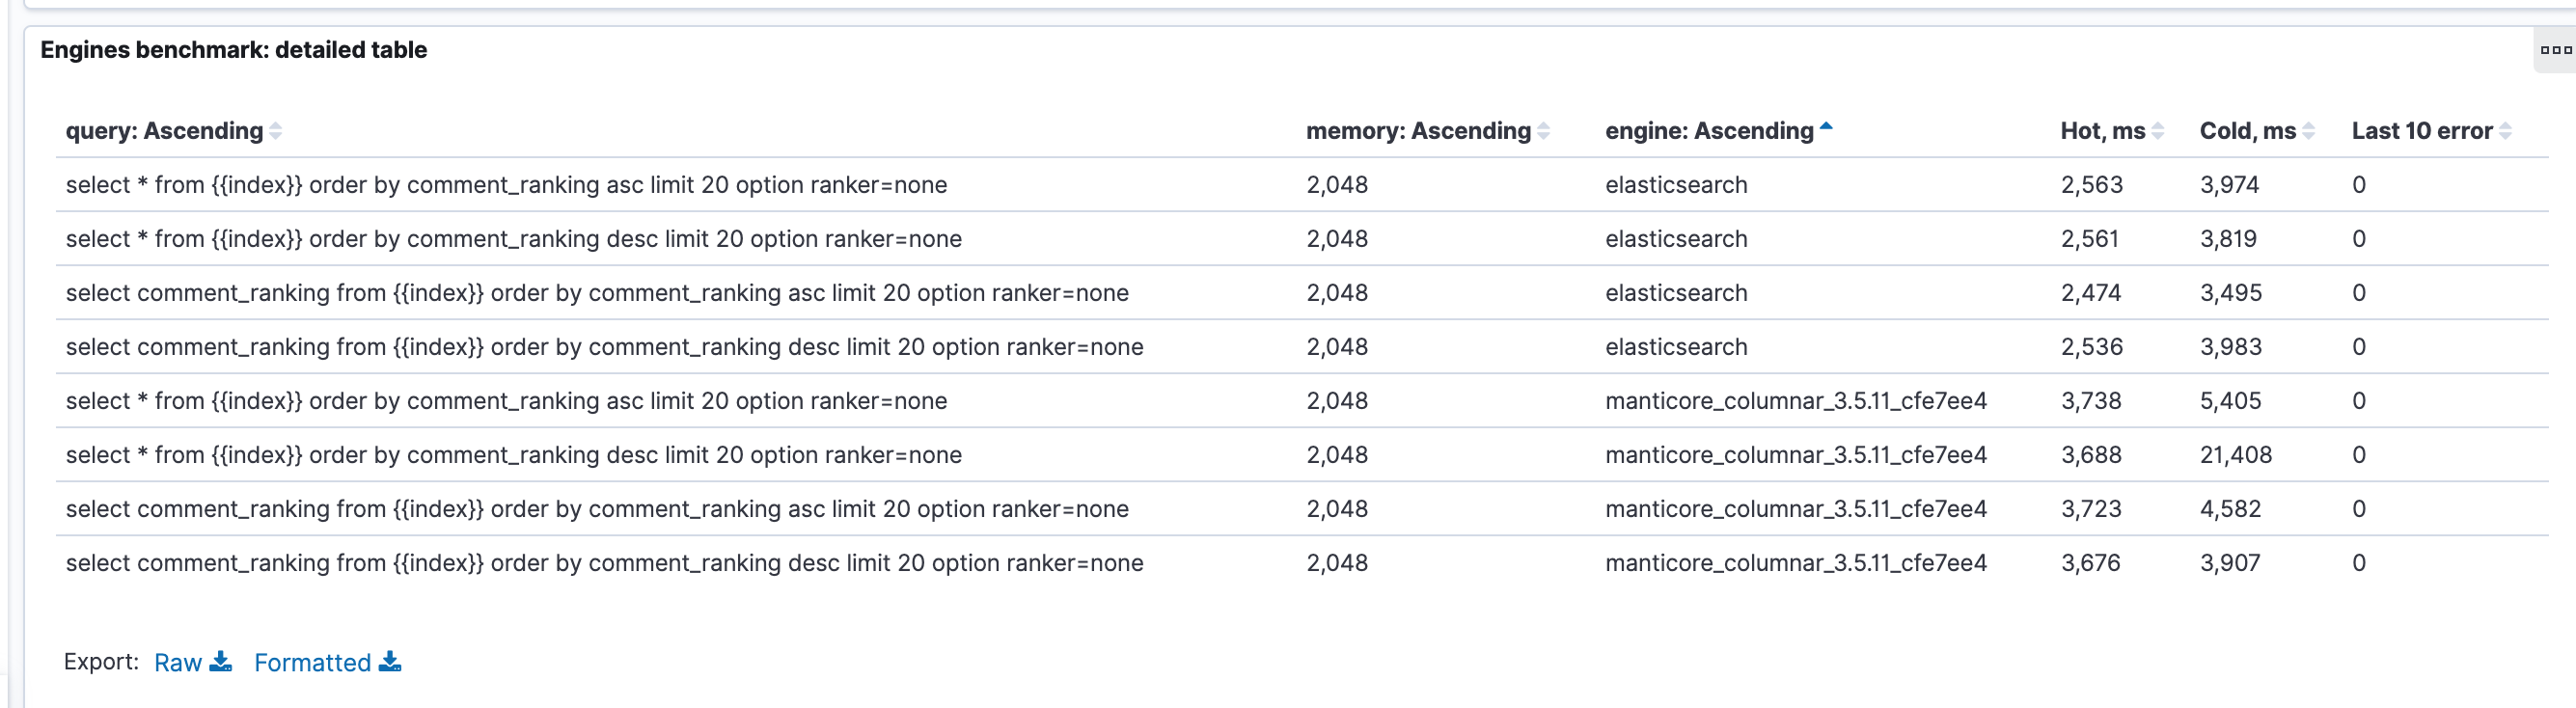 Engines benchmark: detailed table
query: Ascending memory: Ascending engine: Ascending Hot, ms Cold, ms Last 10 error
select * from {{index}} order by comment_ranking asc limit 20 option ranker=none 2,048 elasticsearch 2,563 3,974 0
select * from {{index}} order by comment_ranking desc limit 20 option ranker=none 2,048 elasticsearch 2,561 3,819 0
select comment_ranking from {{index}} order by comment_ranking asc limit 20 option ranker=none 2,048 elasticsearch 2,474 3,495 0
select comment_ranking from {{index}} order by comment_ranking desc limit 20 option ranker=none 2,048 elasticsearch 2,536 3,983 0
select * from {{index}} order by comment_ranking asc limit 20 option ranker=none 2,048 manticore_columnar_3.5.11_cfe7ee4 3,738 5,405 0
select * from {{index}} order by comment_ranking desc limit 20 option ranker=none 2,048 manticore_columnar_3.5.11_cfe7ee4 3,688 21,408 0
select comment_ranking from {{index}} order by comment_ranking asc limit 20 option ranker=none 2,048 manticore_columnar_3.5.11_cfe7ee4 3,723 4,582 0
select comment_ranking from {{index}} order by comment_ranking desc limit 20 option ranker=none 2,048 manticore_columnar_3.5.11_cfe7ee4 3,676 3,907 0
Export: Raw Formatted